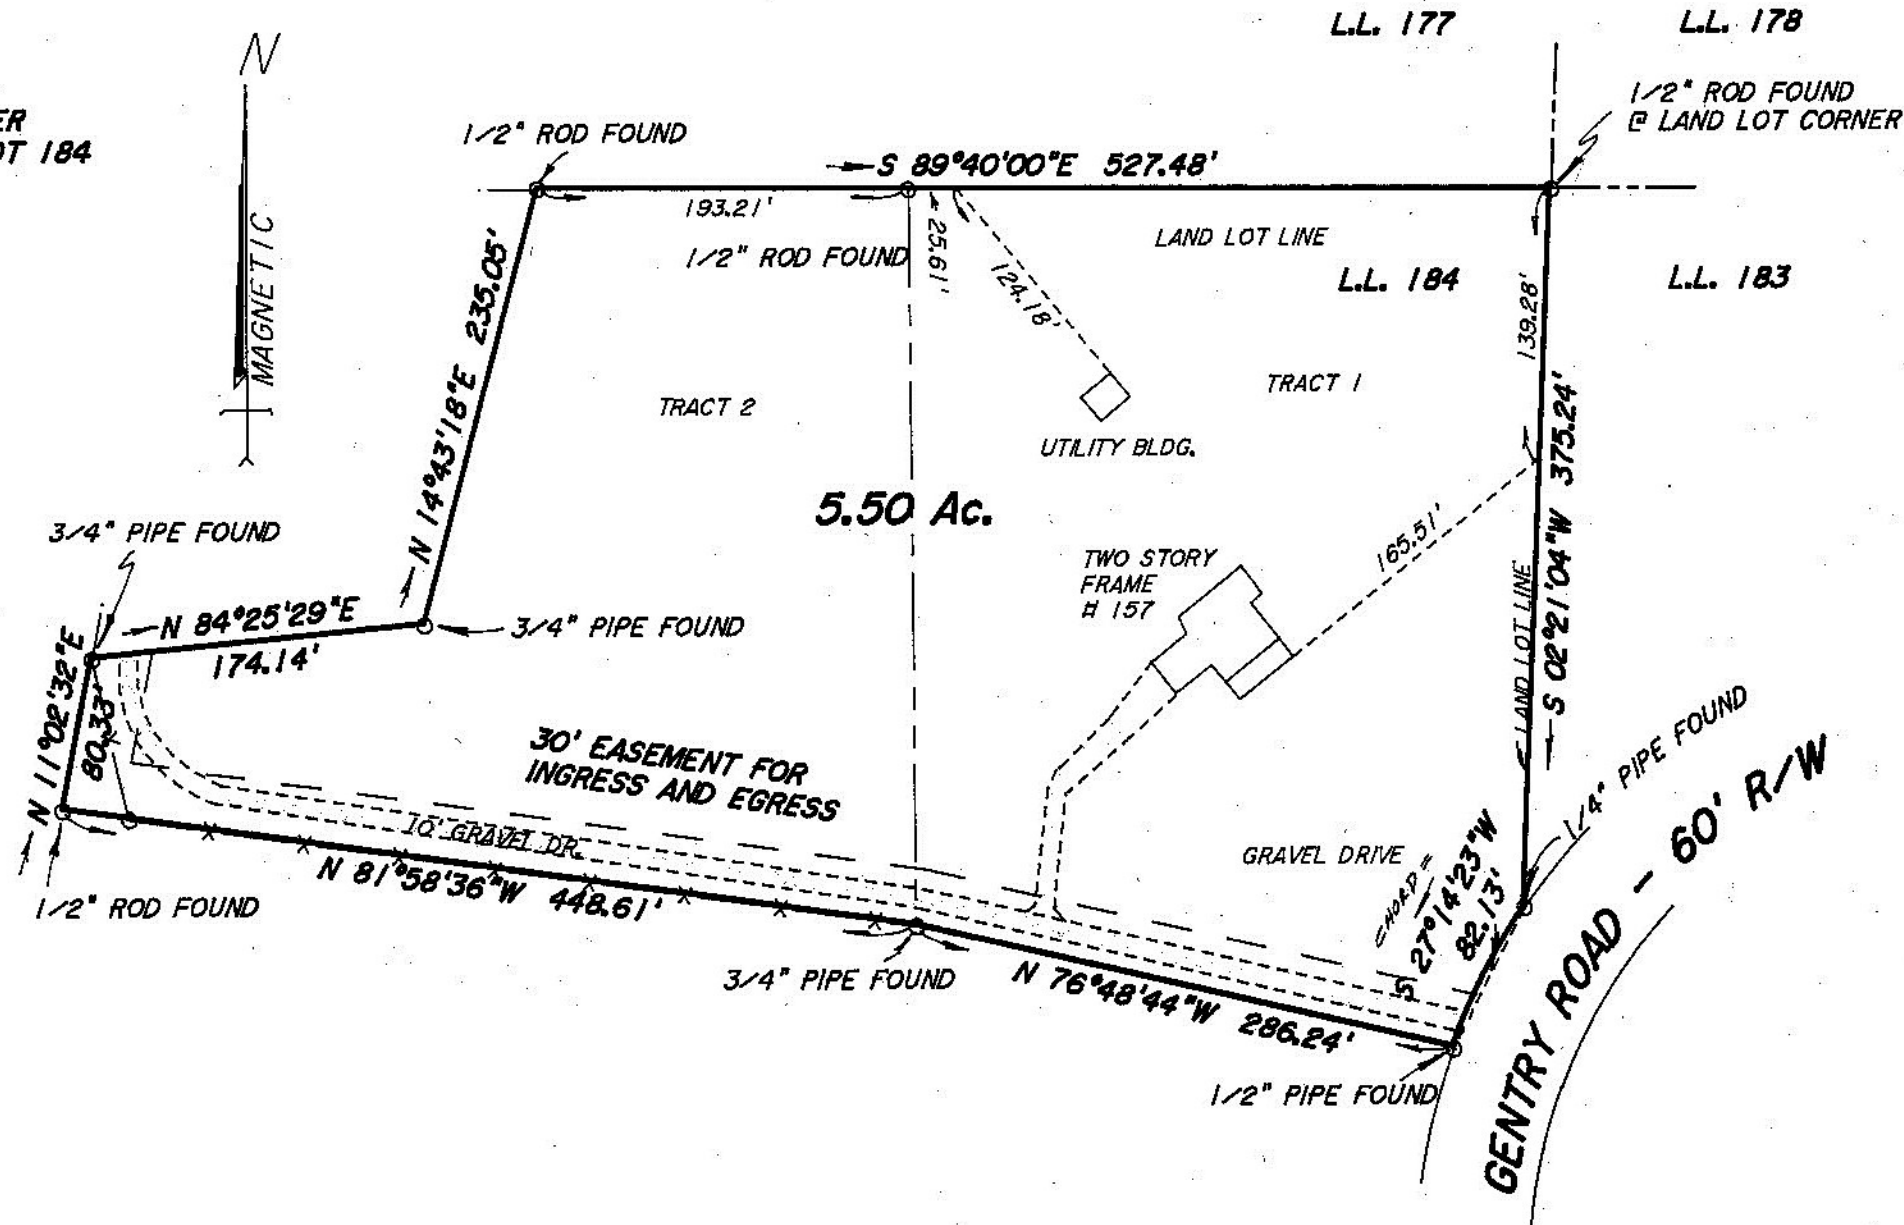 L.L. 177
L.L. 178
N
MAGNETIC
ER
OT 184
1/2" ROD FOUND
@ LAND LOT CORNER
1/2" ROD FOUND
S 89°40'00"E 527.48'
193.21'
1/2" ROD FOUND
25.61'
124.18'
LAND LOT LINE
L.L. 184
L.L. 183
139.28'
N 14°43'18"E 235.05'
TRACT 2
TRACT 1
UTILITY BLDG.
S 02°21'04"W 375.24'
LAND LOT LINE
5.50 Ac.
165.51'
TWO STORY
FRAME
# 157
3/4" PIPE FOUND
N 84°25'29"E
174.14'
3/4" PIPE FOUND
N 11°02'32"E
80.33'
30' EASEMENT FOR
INGRESS AND EGRESS
10' GRAVEL DR.
N 81°58'36"W 448.61'
1/2" ROD FOUND
3/4" PIPE FOUND
N 76°48'44"W 286.24'
GRAVEL DRIVE
CHORD =
S 27°14'23"W
82.13'
1/4" PIPE FOUND
1/2" PIPE FOUND
GENTRY ROAD - 60' R/W